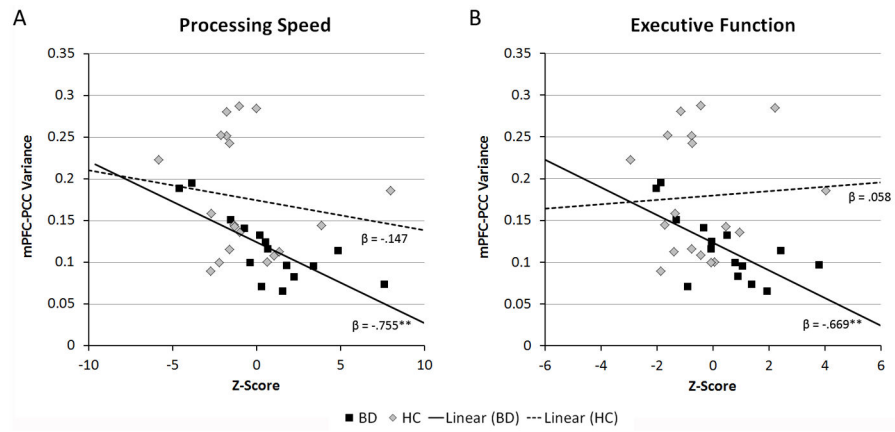 A
Processing Speed
mPFC-PCC Variance
0.35
0.3
0.25
0.2
0.15
0.1
0.05
0
-10
-5
0
5
10
β = -.147
β = -.755**
Z-Score
B
Executive Function
mPFC-PCC Variance
0.35
0.3
0.25
0.2
0.15
0.1
0.05
0
-6
-4
-2
0
2
4
6
β = .058
β = -.669**
Z-Score
BD HC Linear (BD) Linear (HC)